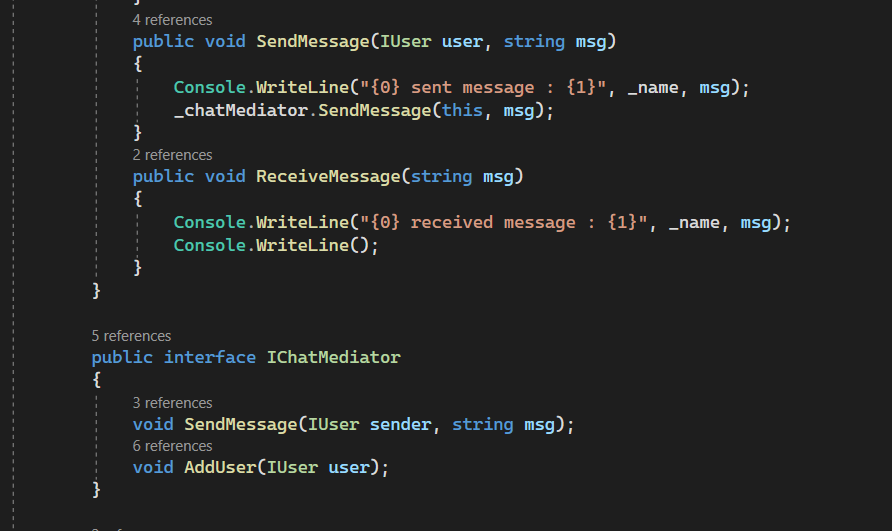 }
4 references
public void SendMessage(IUser user, string msg)
{
Console.WriteLine("{0} sent message : {1}", _name, msg);
_chatMediator.SendMessage(this, msg);
}
2 references
public void ReceiveMessage(string msg)
{
Console.WriteLine("{0} received message : {1}", _name, msg);
Console.WriteLine();
}
}
5 references
public interface IChatMediator
{
3 references
void SendMessage(IUser sender, string msg);
6 references
void AddUser(IUser user);
}